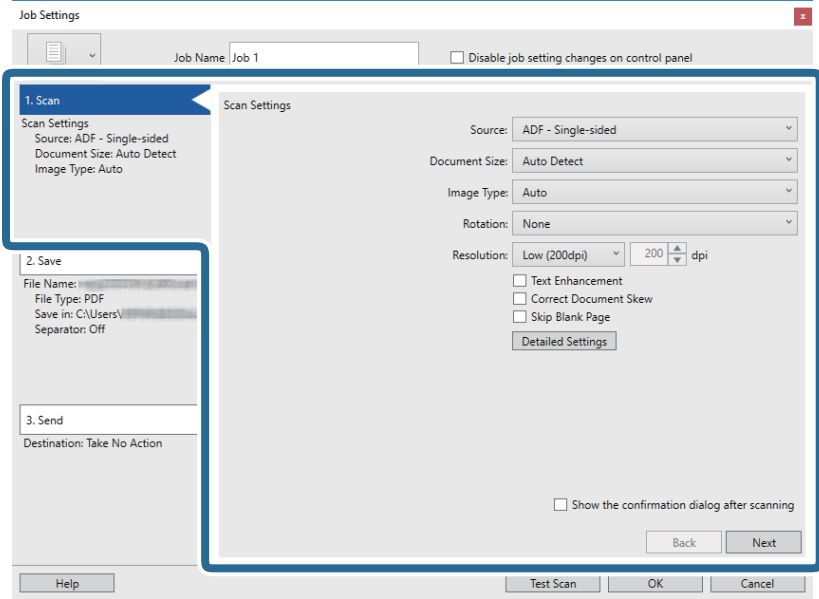 Job Settings
x
Job Name Job 1
Disable job setting changes on control panel
1. Scan
Scan Settings
Source: ADF - Single-sided
Document Size: Auto Detect
Image Type: Auto
2. Save
File Name:
File Type: PDF
Save in: C:\Users\
Separator: Off
3. Send
Destination: Take No Action
Scan Settings
Source: ADF - Single-sided
Document Size: Auto Detect
Image Type: Auto
Rotation: None
Resolution: Low (200dpi) 200 dpi
Text Enhancement
Correct Document Skew
Skip Blank Page
Detailed Settings
Show the confirmation dialog after scanning
Back Next
Help Test Scan OK Cancel